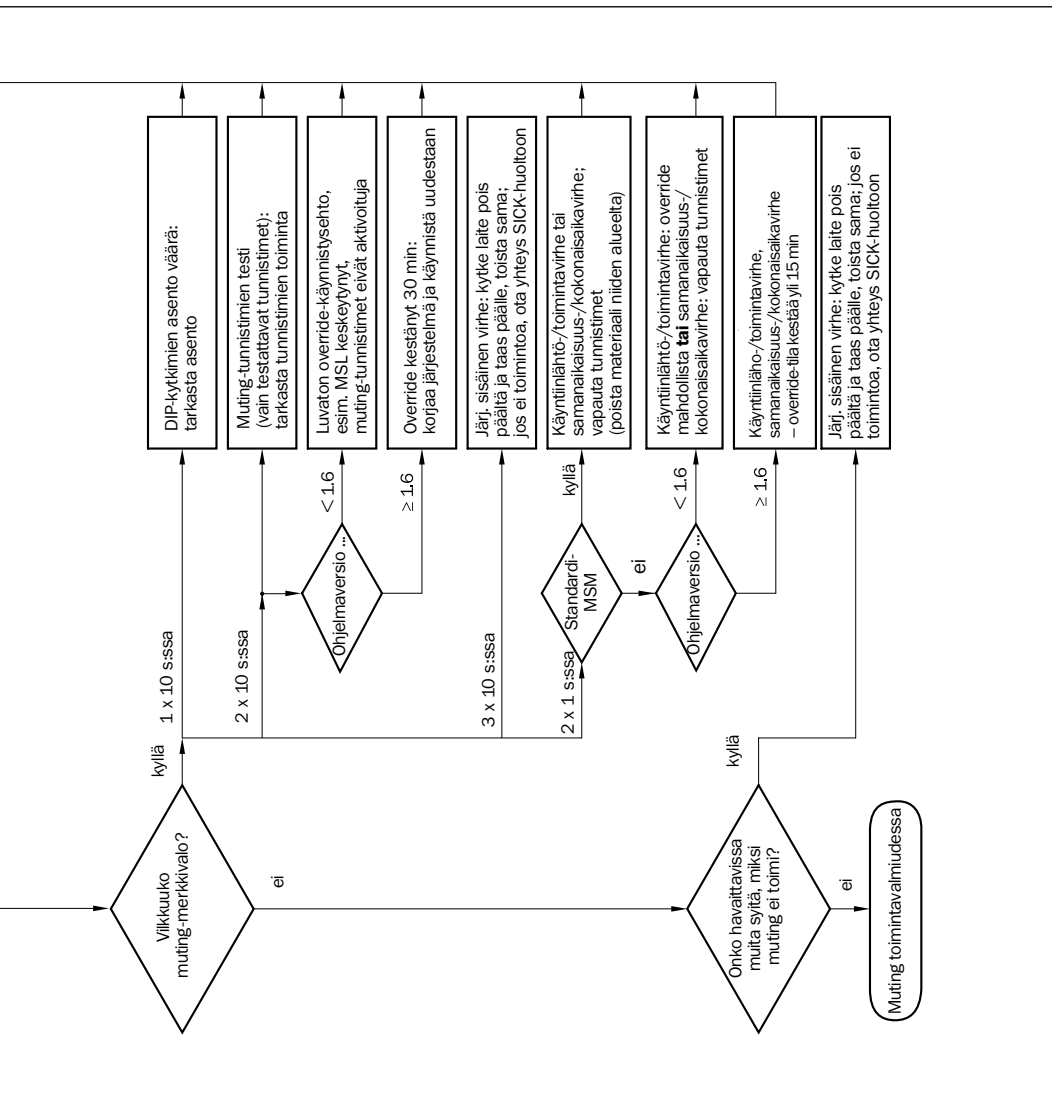 Vilkkuuko
muting-merkkivalo?
kyllä
ei
1 x 10 s:ssa
2 x 10 s:ssa
3 x 10 s:ssa
2 x 1 s:ssa
DIP-kytkimien asento väärä:
tarkasta asento
Muting-tunnistimien testi
(vain testattavat tunnistimet):
tarkasta tunnistimien toiminta
Ohjelmaversio ...
< 1.6
≥ 1.6
Luvaton override-käynnistysehto,
esim. MSL keskeytynyt,
muting-tunnistimet eivät aktivoituja
Override kestänyt 30 min:
korjaa järjestelmä ja käynnistä uudestaan
Järj. sisäinen virhe: kytke laite pois
päältä ja taas päälle, toista sama;
jos ei toimintoa, ota yhteys SICK-huoltoon
Standardi-
MSM
kyllä
ei
Käyntiinlähtö-/toimintavirhe tai
samanaikaisuus-/kokonaisaikavirhe;
vapauta tunnistimet
(poista materiaali niiden alueelta)
Ohjelmaversio ...
< 1.6
≥ 1.6
Käyntiinlähtö-/toimintavirhe: override
mahdollista tai samanaikaisuus-/
kokonaisaikavirhe: vapauta tunnistimet
Käyntiinläho-/toimintavirhe,
samanaikaisuus-/kokonaisaikavirhe
– override-tila kestää yli 15 min
Onko havaittavissa
muita syitä, miksi
muting ei toimi?
kyllä
ei
Järj. sisäinen virhe: kytke laite pois
päältä ja taas päälle, toista sama; jos ei
toimintoa, ota yhteys SICK-huoltoon
Muting toimintavalmiudessa